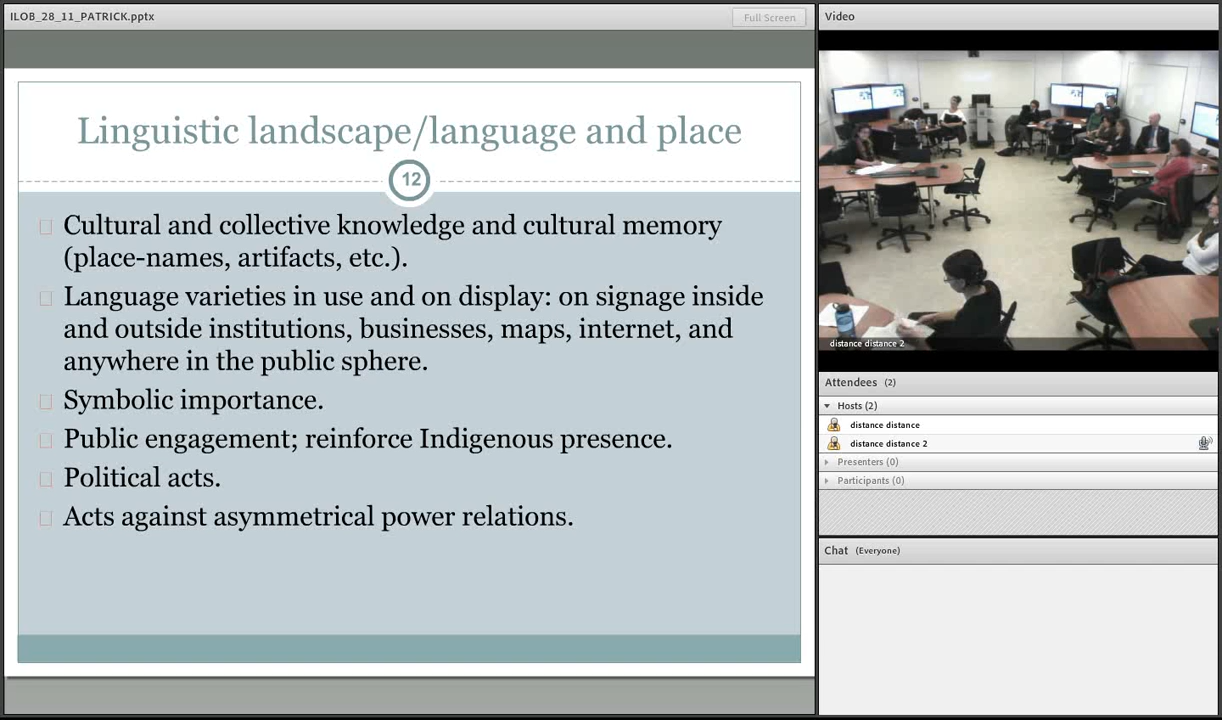 ILOB_28_11_PATRICK.pptx
Full Screen
Linguistic landscape/language and place
12
Cultural and collective knowledge and cultural memory
(place-names, artifacts, etc.).
Language varieties in use and on display: on signage inside
and outside institutions, businesses, maps, internet, and
anywhere in the public sphere.
Symbolic importance.
Public engagement; reinforce Indigenous presence.
Political acts.
Acts against asymmetrical power relations.
Video
distance distance 2
Attendees (2)
Hosts (2)
distance distance
distance distance 2
Presenters (0)
Participants (0)
Chat (Everyone)